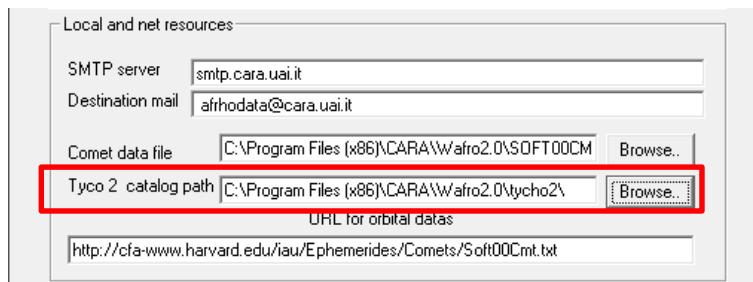 Local and net resources
SMTP server smtp.cara.uai.it
Destination mail afrhodata@cara.uai.it
Comet data file C:\Program Files (x86)\CARA\Wafro2.0\SOFT00CM Browse..
Tyco 2 catalog path C:\Program Files (x86)\CARA\Wafro2.0\tycho2\ Browse..
URL for orbital datas
http://cfa-www.harvard.edu/iau/Ephemerides/Comets/Soft00Cmt.txt